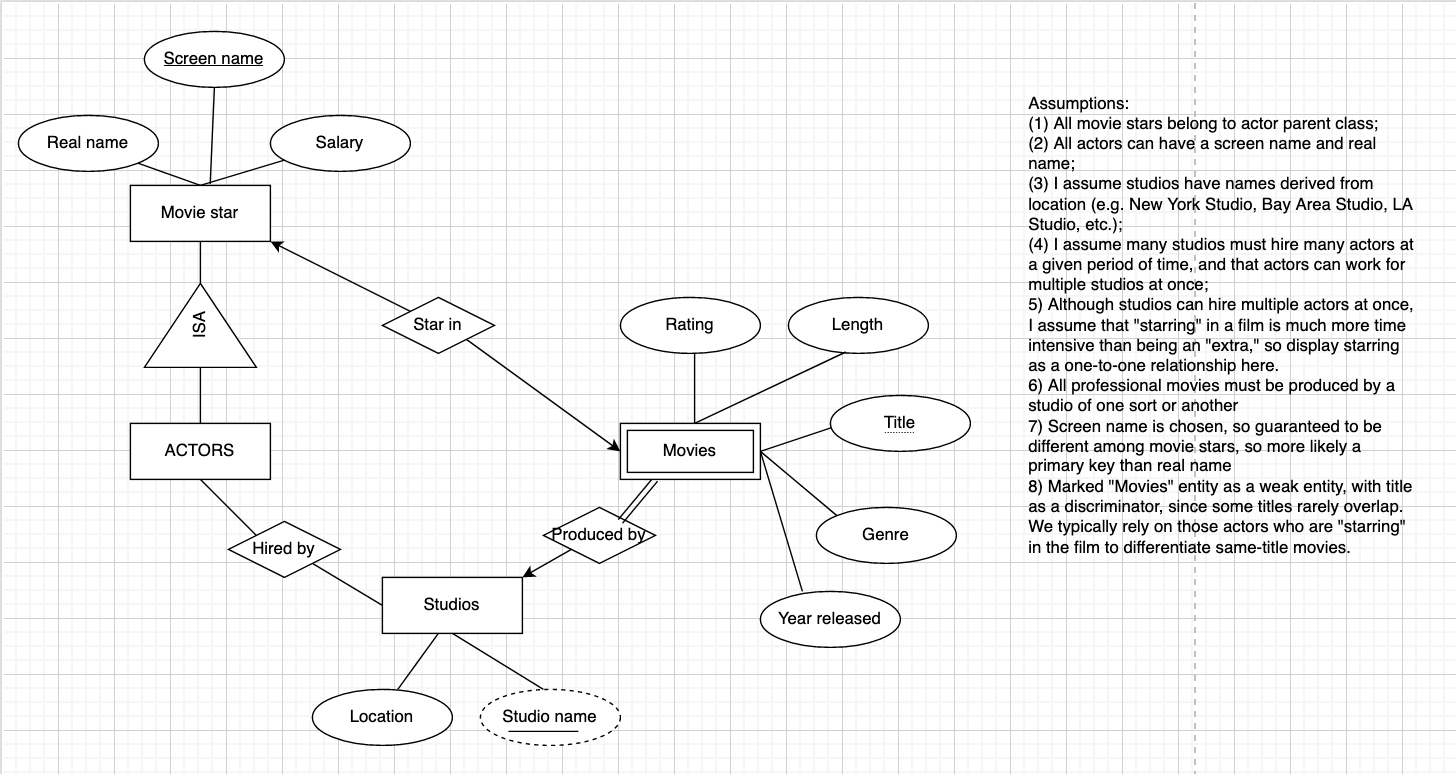 Screen name
Real name
Salary
Movie star
ISA
ACTORS
Star in
Rating
Length
Title
Movies
Genre
Year released
Produced by
Hired by
Studios
Location
Studio name
Assumptions:
(1) All movie stars belong to actor parent class;
(2) All actors can have a screen name and real
name;
(3) I assume studios have names derived from
location (e.g. New York Studio, Bay Area Studio, LA
Studio, etc.);
(4) I assume many studios must hire many actors at
a given period of time, and that actors can work for
multiple studios at once;
5) Although studios can hire multiple actors at once,
I assume that "starring" in a film is much more time
intensive than being an "extra," so display starring
as a one-to-one relationship here.
6) All professional movies must be produced by a
studio of one sort or another
7) Screen name is chosen, so guaranteed to be
different among movie stars, so more likely a
primary key than real name
8) Marked "Movies" entity as a weak entity, with title
as a discriminator, since some titles rarely overlap.
We typically rely on those actors who are "starring"
in the film to differentiate same-title movies.